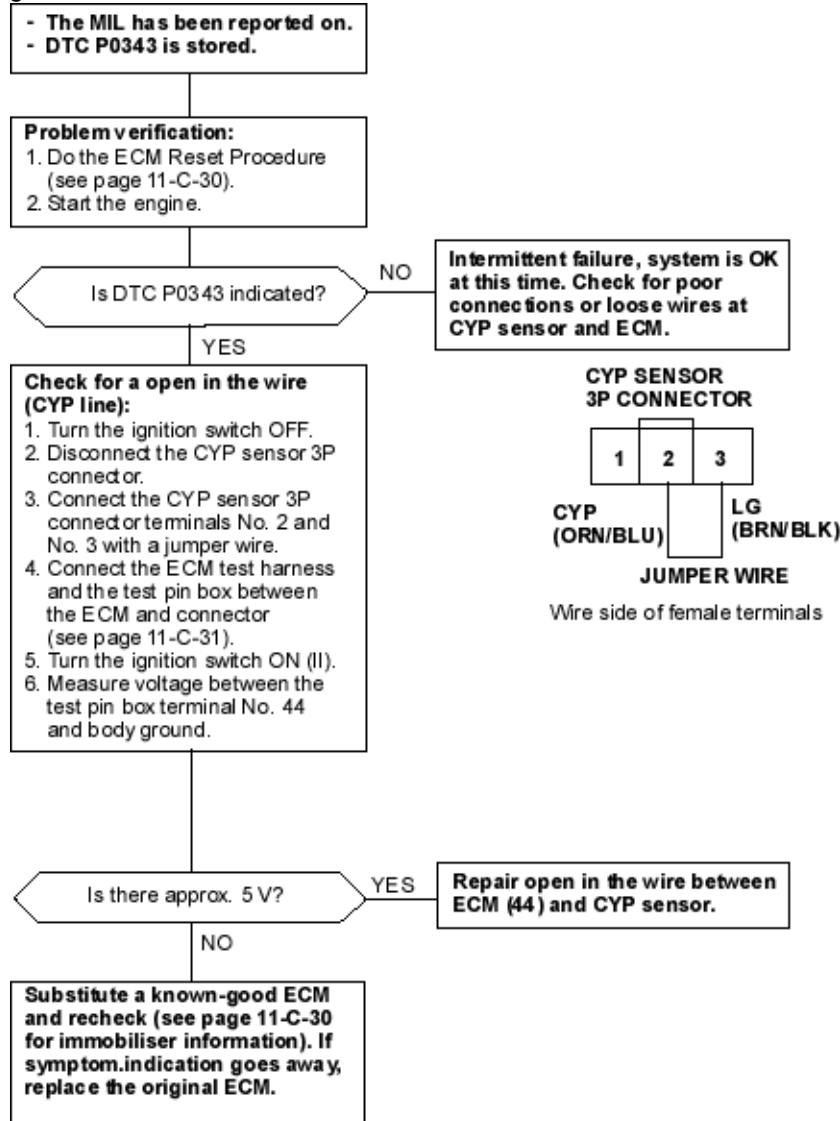 - The MIL has been reported on.
- DTC P0343 is stored.
Problem verification:
1. Do the ECM Reset Procedure
(see page 11-C-30).
2. Start the engine.
Is DTC P0343 indicated?
NO
Intermittent failure, system is OK
at this time. Check for poor
connections or loose wires at
CYP sensor and ECM.
YES
Check for a open in the wire
(CYP line):
1. Turn the ignition switch OFF.
2. Disconnect the CYP sensor 3P
connector.
3. Connect the CYP sensor 3P
connector terminals No. 2 and
No. 3 with a jumper wire.
4. Connect the ECM test harness
and the test pin box between
the ECM and connector
(see page 11-C-31).
5. Turn the ignition switch ON (II).
6. Measure voltage between the
test pin box terminal No. 44
and body ground.
CYP SENSOR
3P CONNECTOR
1 2 3
CYP
(ORN/BLU)
LG
(BRN/BLK)
JUMPER WIRE
Wire side of female terminals
Is there approx. 5 V?
YES
Repair open in the wire between
ECM (44) and CYP sensor.
NO
Substitute a known-good ECM
and recheck (see page 11-C-30
for immobiliser information). If
symptom.indication goes away,
replace the original ECM.